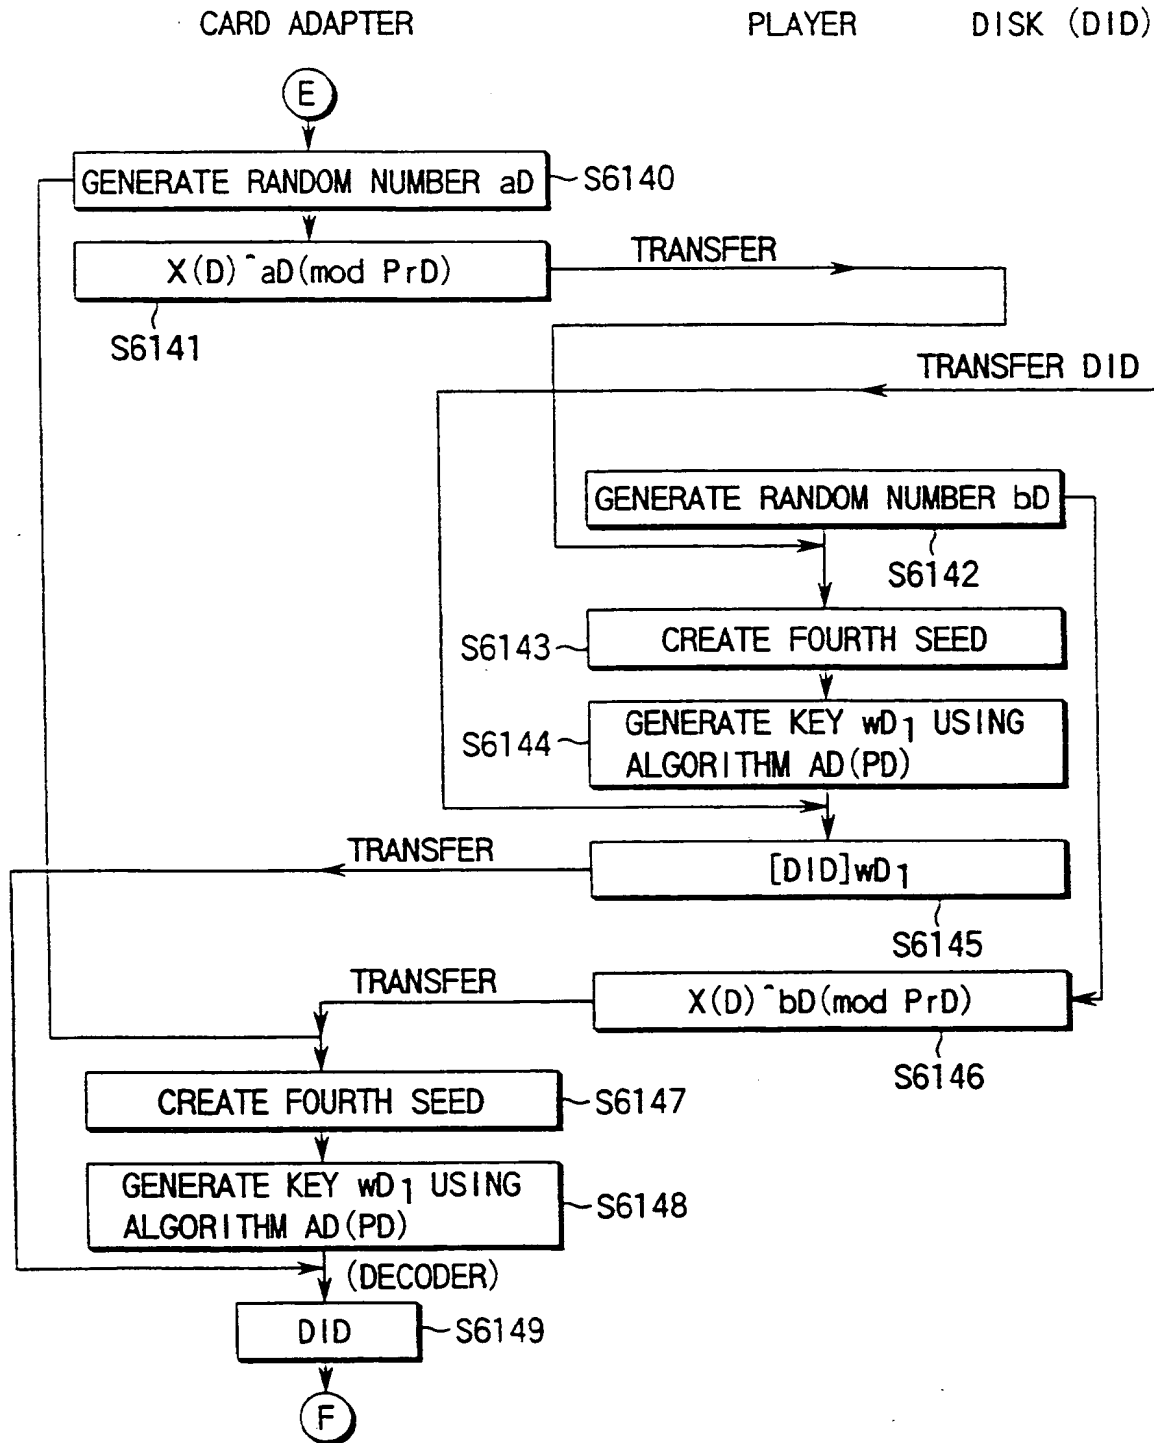 CARD ADAPTER
PLAYER
DISK (DID)
E
GENERATE RANDOM NUMBER aD
S6140
X(D)^aD(mod PrD)
S6141
TRANSFER
TRANSFER DID
GENERATE RANDOM NUMBER bD
S6142
CREATE FOURTH SEED
S6143
GENERATE KEY wD1 USING
ALGORITHM AD(PD)
S6144
TRANSFER
[DID]wD1
S6145
TRANSFER
X(D)^bD(mod PrD)
S6146
CREATE FOURTH SEED
S6147
GENERATE KEY wD1 USING
ALGORITHM AD(PD)
S6148
(DECODER)
DID
S6149
F